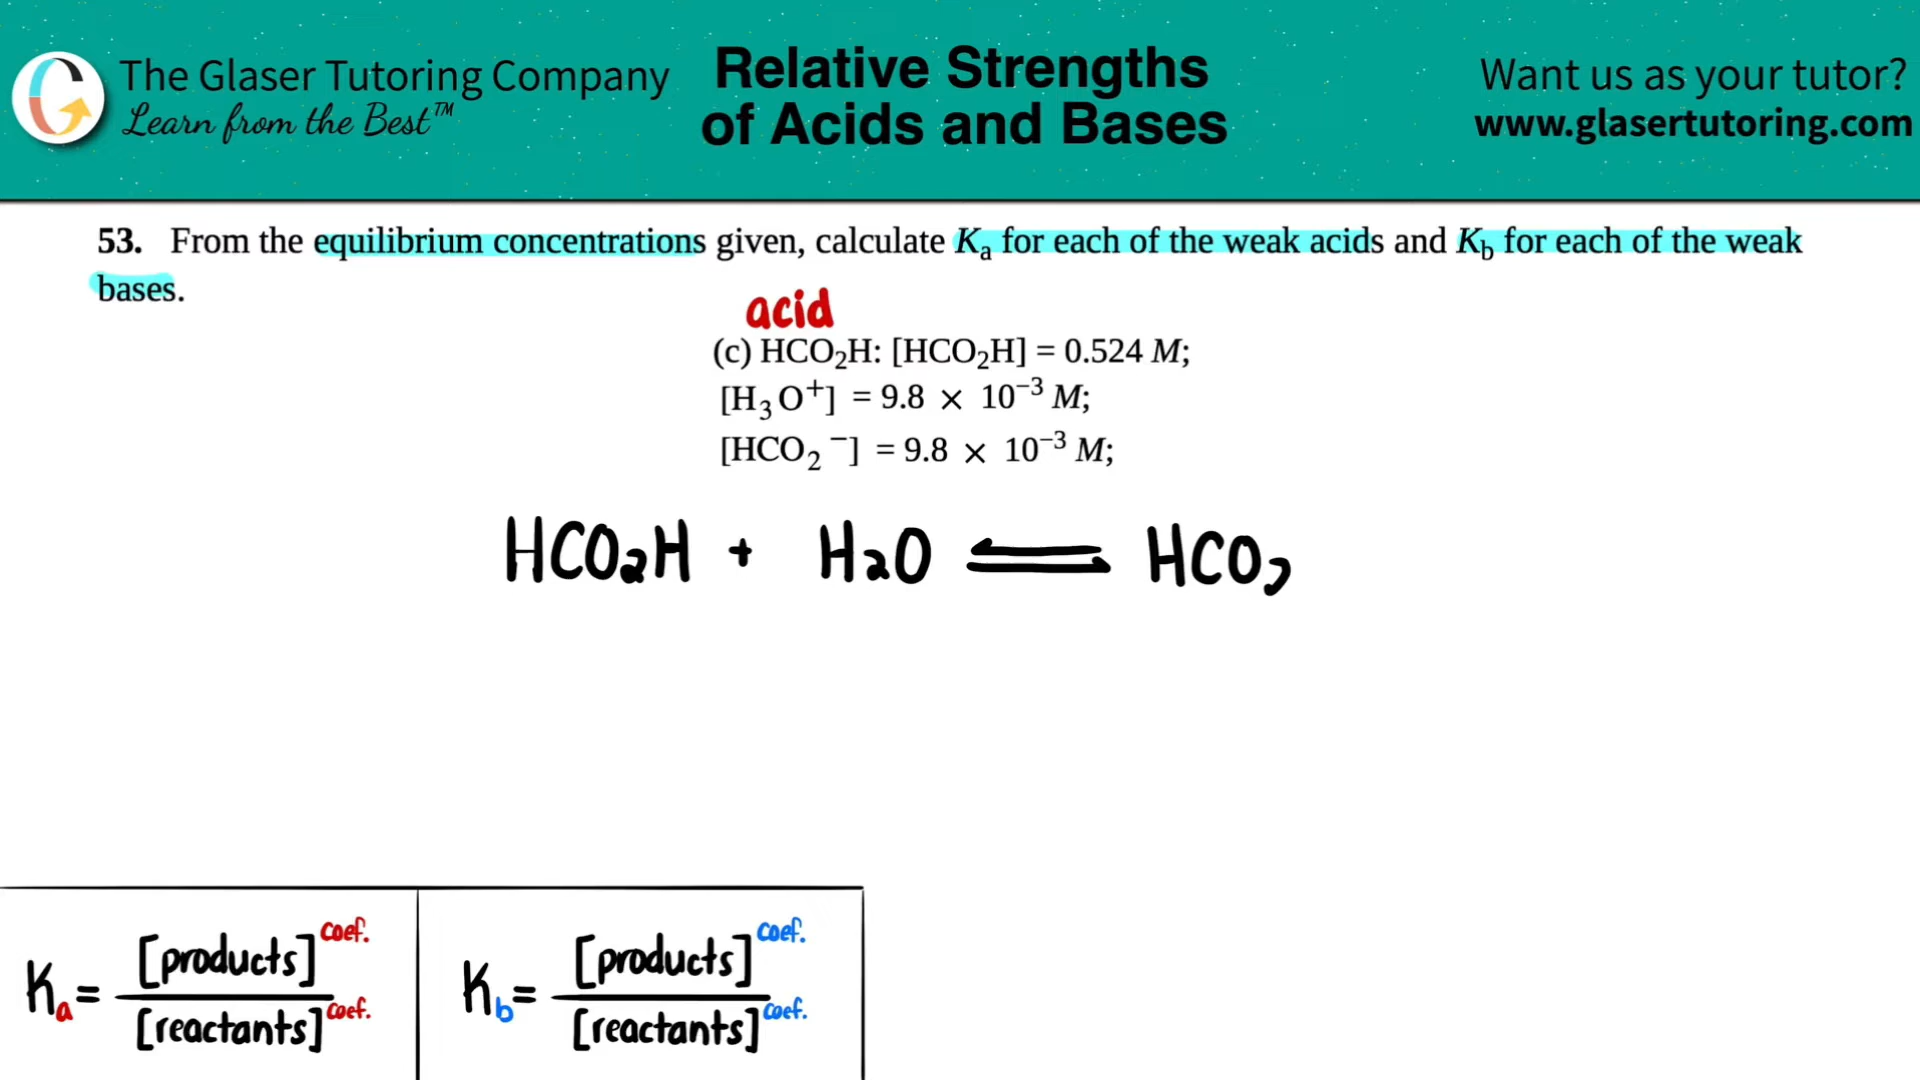 The Glaser Tutoring Company
Learn from the Best™
Relative Strengths
of Acids and Bases
Want us as your tutor?
www.glasertutoring.com
53. From the equilibrium concentrations given, calculate Kₐ for each of the weak acids and K_b for each of the weak
bases.
acid
(c) HCO₂H: [HCO₂H] = 0.524 M;
[H₃O⁺] = 9.8 × 10⁻³ M;
[HCO₂⁻] = 9.8 × 10⁻³ M;
HCO₂H + H₂O ⇌ HCO₂
Kₐ = [products]^coef. / [reactants]^coef.
K_b = [products]^coef. / [reactants]^coef.